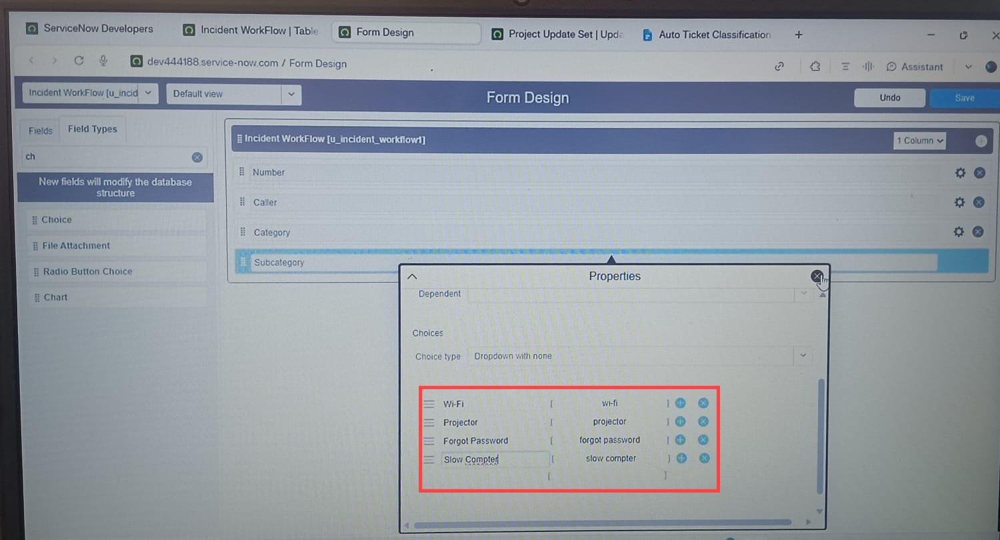 ServiceNow Developers
Incident WorkFlow | Table
Form Design
Project Update Set | Upda
Auto Ticket Classification
dev444188.service-now.com / Form Design
Assistant
Incident WorkFlow [u_incid
Default view
Form Design
Undo
Save
Fields
Field Types
ch
New fields will modify the database
structure
Choice
File Attachment
Radio Button Choice
Chart
Incident WorkFlow [u_incident_workflow1]
1 Column
Number
Caller
Category
Subcategory
Properties
Dependent
Choices
Choice type
Dropdown with none
Wi-Fi [ wi-fi ]
Projector [ projector ]
Forgot Password [ forgot password ]
Slow Compter [ slow compter ]
[ ]